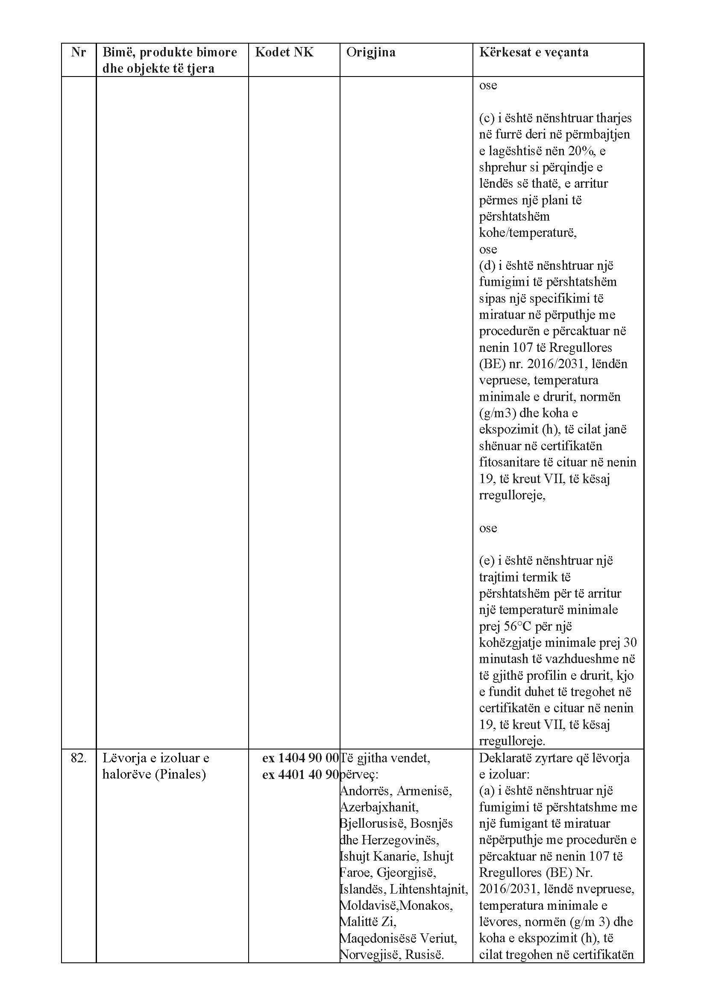 Nr
Bimë, produkte bimore
dhe objekte të tjera
Kodet NK
Origjina
Kërkesat e veçanta
ose
(c) i është nënshtruar tharjes
në furrë deri në përmbajtjen
e lagështisë nën 20%, e
shprehur si përqindje e
lëndës së thatë, e arritur
përmes një plani të
përshtatshëm
kohe/temperaturë,
ose
(d) i është nënshtruar një
fumigimi të përshtatshëm
sipas një specifikimi të
miratuar në përputhje me
procedurën e përcaktuar në
nenin 107 të Rregullores
(BE) nr. 2016/2031, lëndën
vepruese, temperatura
minimale e drurit, normën
(g/m3) dhe koha e
ekspozimit (h), të cilat janë
shënuar në certifikatën
fitosanitare të cituar në nenin
19, të kreut VII, të kësaj
rregulloreje,
ose
(e) i është nënshtruar një
trajtimi termik të
përshtatshëm për të arritur
një temperaturë minimale
prej 56°C për një
kohëzgjatje minimale prej 30
minutash të vazhdueshme në
të gjithë profilin e drurit, kjo
e fundit duhet të tregohet në
certifikatën e cituar në nenin
19, të kreut VII, të kësaj
rregulloreje.
82.
Lëvorja e izoluar e
halorëve (Pinales)
ex 1404 90 00
ex 4401 40 90
Të gjitha vendet,
përveç:
Andorrës, Armenisë,
Azerbajxhanit,
Bjellorusisë, Bosnjës
dhe Herzegovinës,
Ishujt Kanarie, Ishujt
Faroe, Gjeorgjisë,
Islandës, Lihtenshtajnit,
Moldavisë,Monakos,
Malittë Zi,
Maqedonisësë Veriut,
Norvegjisë, Rusisë.
Deklaratë zyrtare që lëvorja
e izoluar:
(a) i është nënshtruar një
fumigimi të përshtatshme me
një fumigant të miratuar
nëpërputhje me procedurën e
përcaktuar në nenin 107 të
Rregullores (BE) Nr.
2016/2031, lëndë nvepruese,
temperatura minimale e
lëvores, normën (g/m 3) dhe
koha e ekspozimit (h), të
cilat tregohen në certifikatën